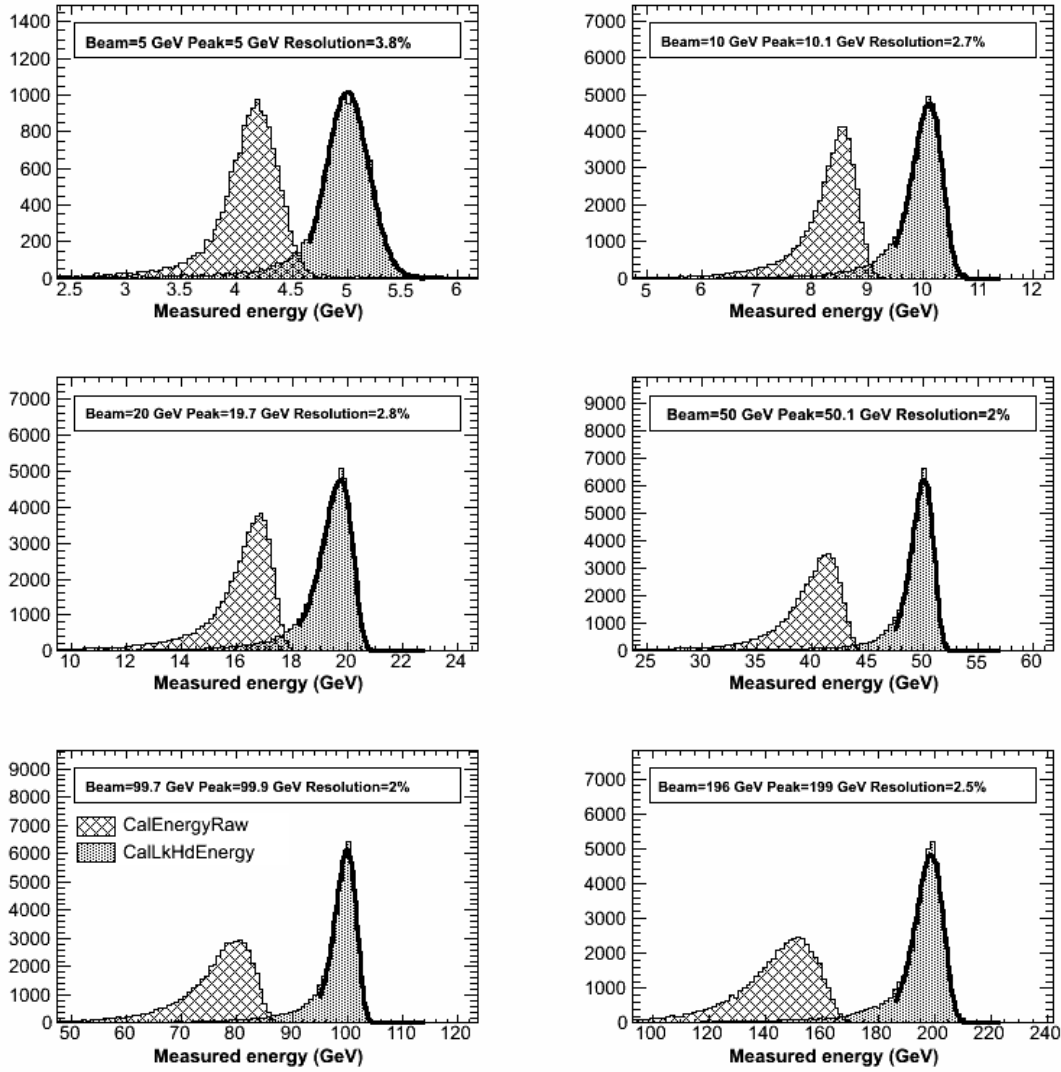 1400
1200
1000
800
600
400
200
0
Beam=5 GeV Peak=5 GeV Resolution=3.8%
2.5 3 3.5 4 4.5 5 5.5 6
Measured energy (GeV)
7000
6000
5000
4000
3000
2000
1000
0
Beam=10 GeV Peak=10.1 GeV Resolution=2.7%
5 6 7 8 9 10 11 12
Measured energy (GeV)
7000
6000
5000
4000
3000
2000
1000
0
Beam=20 GeV Peak=19.7 GeV Resolution=2.8%
10 12 14 16 18 20 22 24
Measured energy (GeV)
9000
8000
7000
6000
5000
4000
3000
2000
1000
0
Beam=50 GeV Peak=50.1 GeV Resolution=2%
25 30 35 40 45 50 55 60
Measured energy (GeV)
9000
8000
7000
6000
5000
4000
3000
2000
1000
0
Beam=99.7 GeV Peak=99.9 GeV Resolution=2%
CalEnergyRaw
CalLkHdEnergy
50 60 70 80 90 100 110 120
Measured energy (GeV)
7000
6000
5000
4000
3000
2000
1000
0
Beam=196 GeV Peak=199 GeV Resolution=2.5%
100 120 140 160 180 200 220 240
Measured energy (GeV)